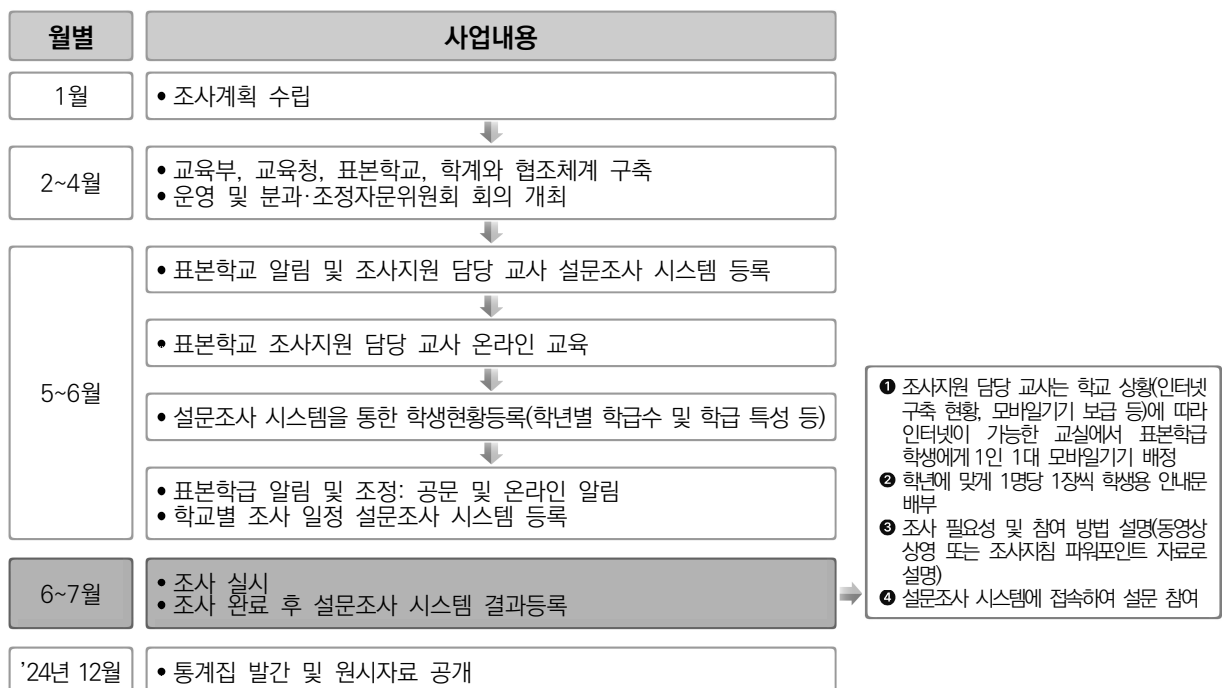 월별
사업내용
1월
• 조사계획 수립
2~4월
• 교육부, 교육청, 표본학교, 학계와 협조체계 구축
• 운영 및 분과·조정자문위원회 회의 개최
5~6월
• 표본학교 알림 및 조사지원 담당 교사 설문조사 시스템 등록
• 표본학교 조사지원 담당 교사 온라인 교육
• 설문조사 시스템을 통한 학생현황등록(학년별 학급수 및 학급 특성 등)
• 표본학급 알림 및 조정: 공문 및 온라인 알림
• 학교별 조사 일정 설문조사 시스템 등록
6~7월
• 조사 실시
• 조사 완료 후 설문조사 시스템 결과등록
❶ 조사지원 담당 교사는 학교 상황(인터넷
구축 현황, 모바일기기 보급 등)에 따라
인터넷이 가능한 교실에서 표본학급
학생에게 1인 1대 모바일기기 배정
❷ 학년에 맞게 1명당 1장씩 학생용 안내문
배부
❸ 조사 필요성 및 참여 방법 설명(동영상
상영 또는 조사지침 파워포인트 자료로
설명)
❹ 설문조사 시스템에 접속하여 설문 참여
’24년 12월
• 통계집 발간 및 원시자료 공개